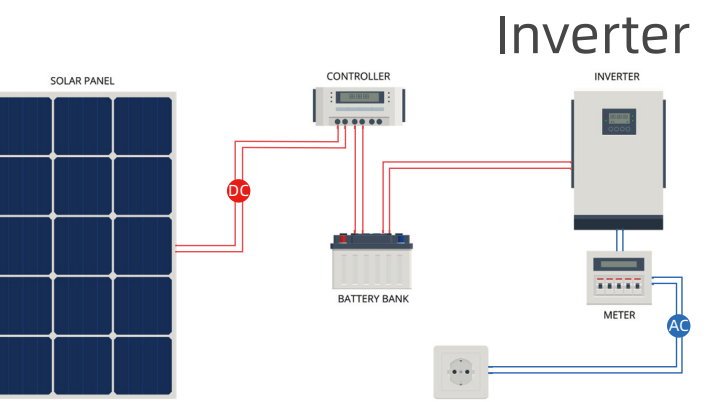 Inverter
SOLAR PANEL
CONTROLLER
INVERTER
DC
BATTERY BANK
METER
AC